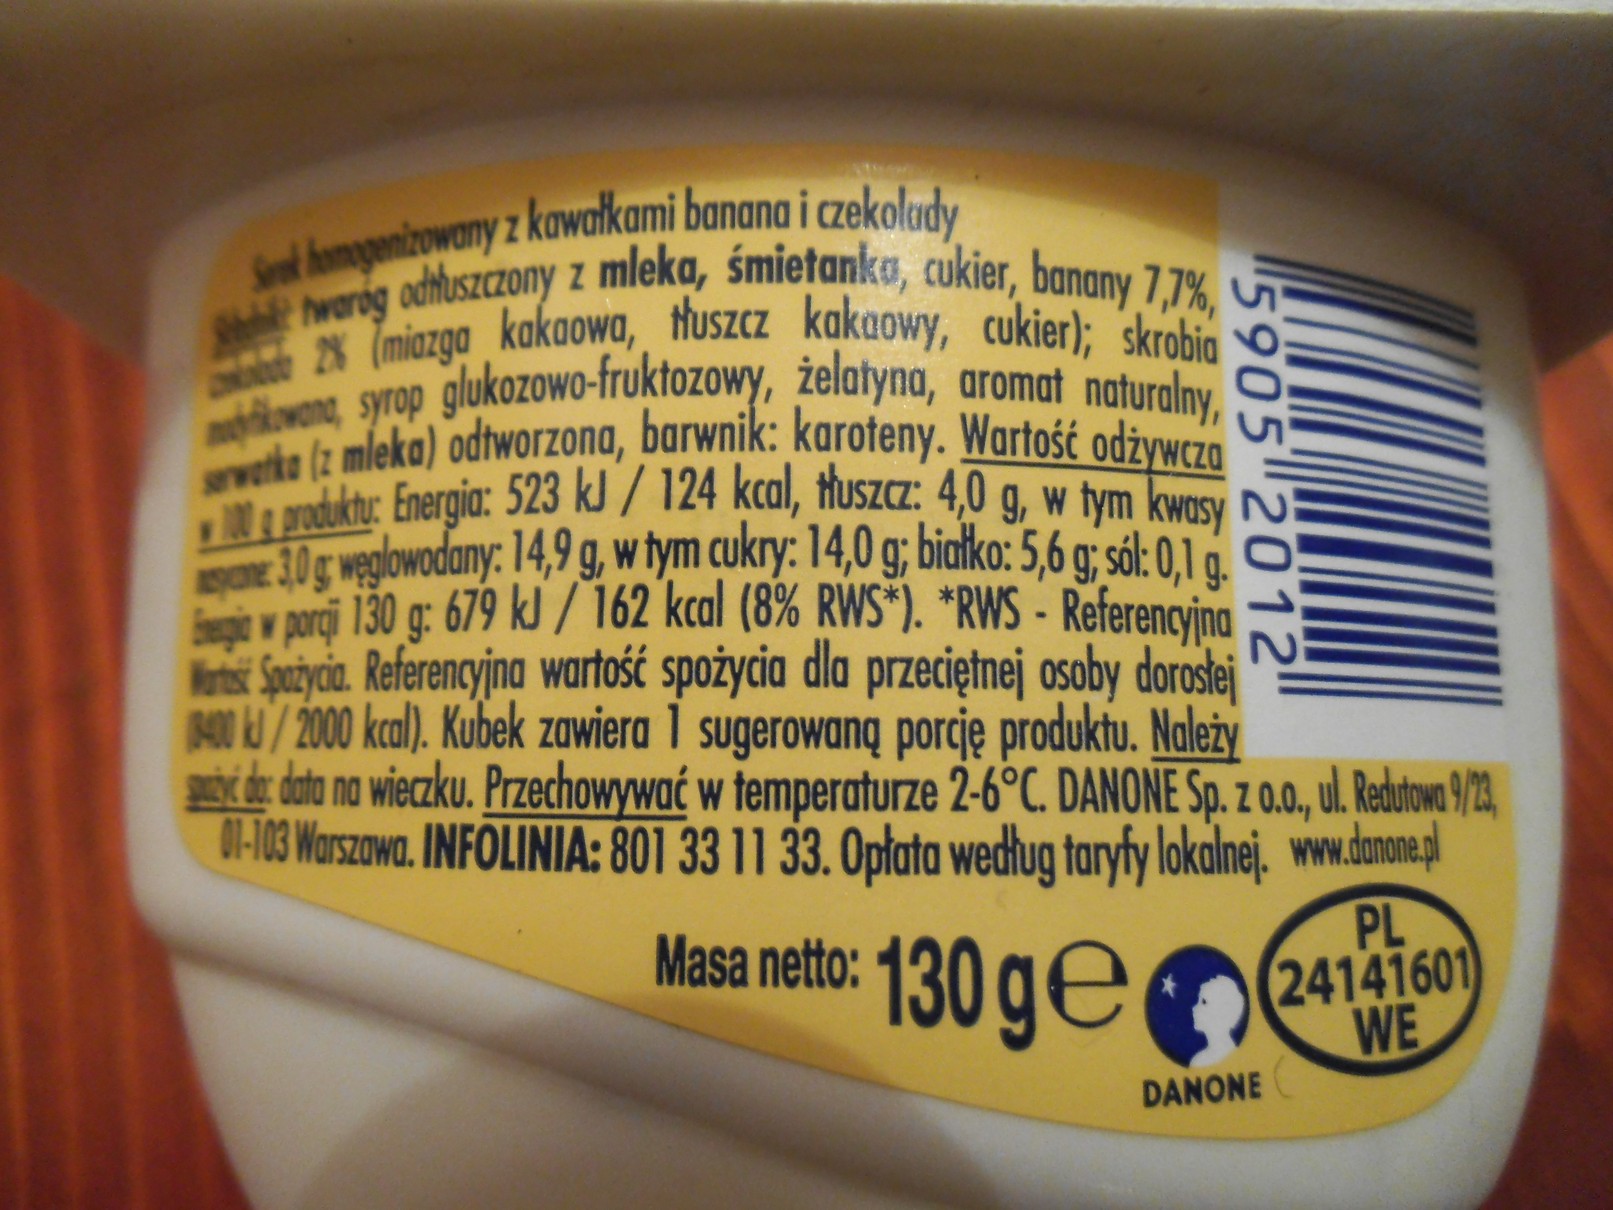 Serek homogenizowany z kawałkami banana i czekolady
Składniki: twaróg odtłuszczony z mleka, śmietanka, cukier, banany 7,7%,
czekolada 2% (miazga kakaowa, tłuszcz kakaowy, cukier); skrobia
modyfikowana, syrop glukozowo-fruktozowy, żelatyna, aromat naturalny,
serwatka (z mleka) odtworzona, barwnik: karoteny. Wartość odżywcza
w 100 g produktu: Energia: 523 kJ / 124 kcal, tłuszcz: 4,0 g, w tym kwasy
nasycone: 3,0 g; węglowodany: 14,9 g, w tym cukry: 14,0 g; białko: 5,6 g; sól: 0,1 g.
Energia w porcji 130 g: 679 kJ / 162 kcal (8% RWS*). *RWS - Referencyjna
Wartość Spożycia. Referencyjna wartość spożycia dla przeciętnej osoby dorosłej
(8400 kJ / 2000 kcal). Kubek zawiera 1 sugerowaną porcję produktu. Należy
spożyć do: data na wieczku. Przechowywać w temperaturze 2-6°C. DANONE Sp. z o.o., ul. Redutowa 9/23,
01-103 Warszawa. INFOLINIA: 801 33 11 33. Opłata według taryfy lokalnej. www.danone.pl
5905 2012
Masa netto: 130 g e
DANONE
PL
24141601
WE